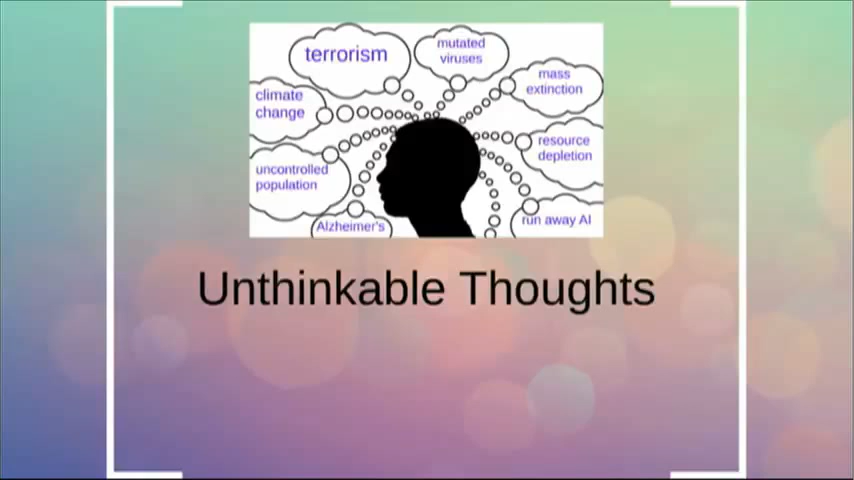 terrorism
mutated
viruses
mass
extinction
climate
change
resource
depletion
uncontrolled
population
run away AI
Alzheimer's
Unthinkable Thoughts